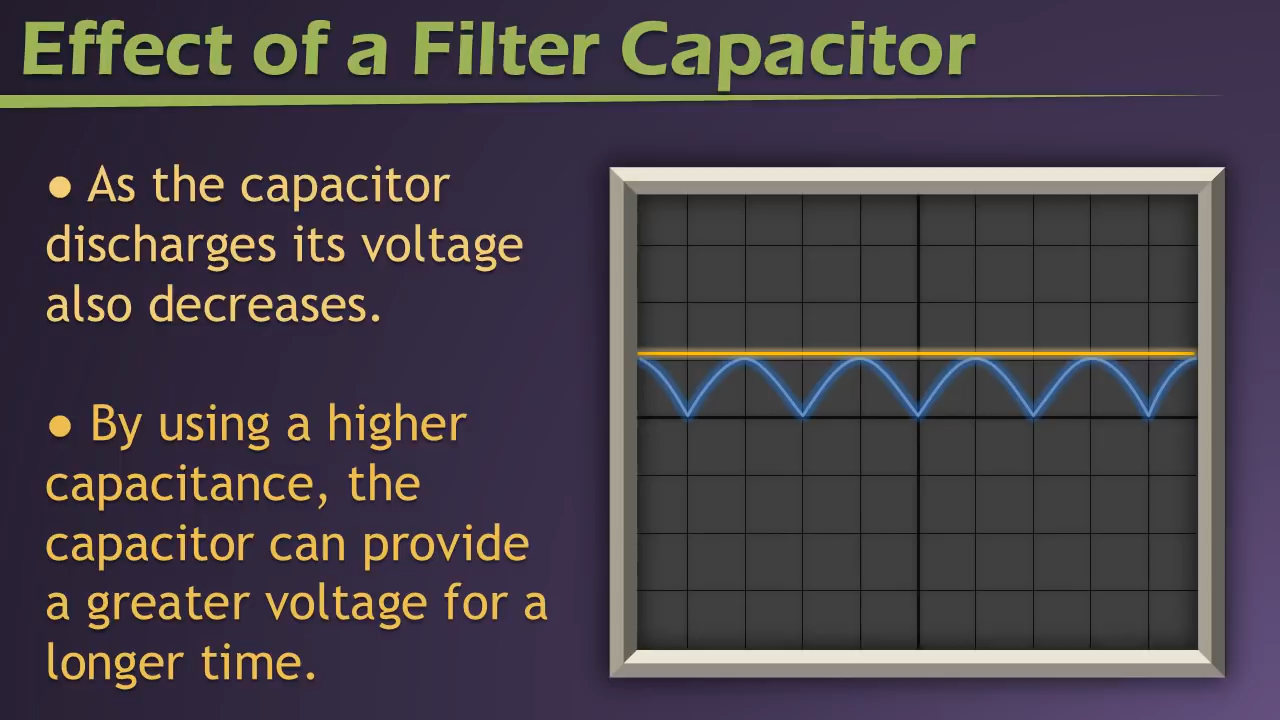 Effect of a Filter Capacitor
● As the capacitor
discharges its voltage
also decreases.
● By using a higher
capacitance, the
capacitor can provide
a greater voltage for a
longer time.